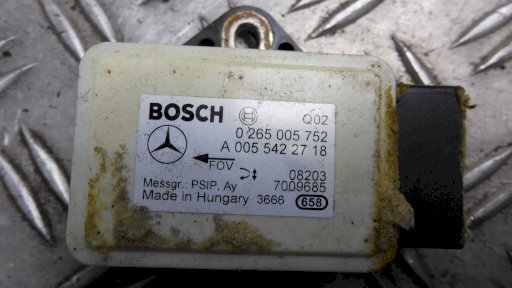 BOSCH Q02
0 265 005 752
A 005 542 27 18
FOV
08203
Messgr.: PSIP, Ay 7009685
Made in Hungary 3666 658